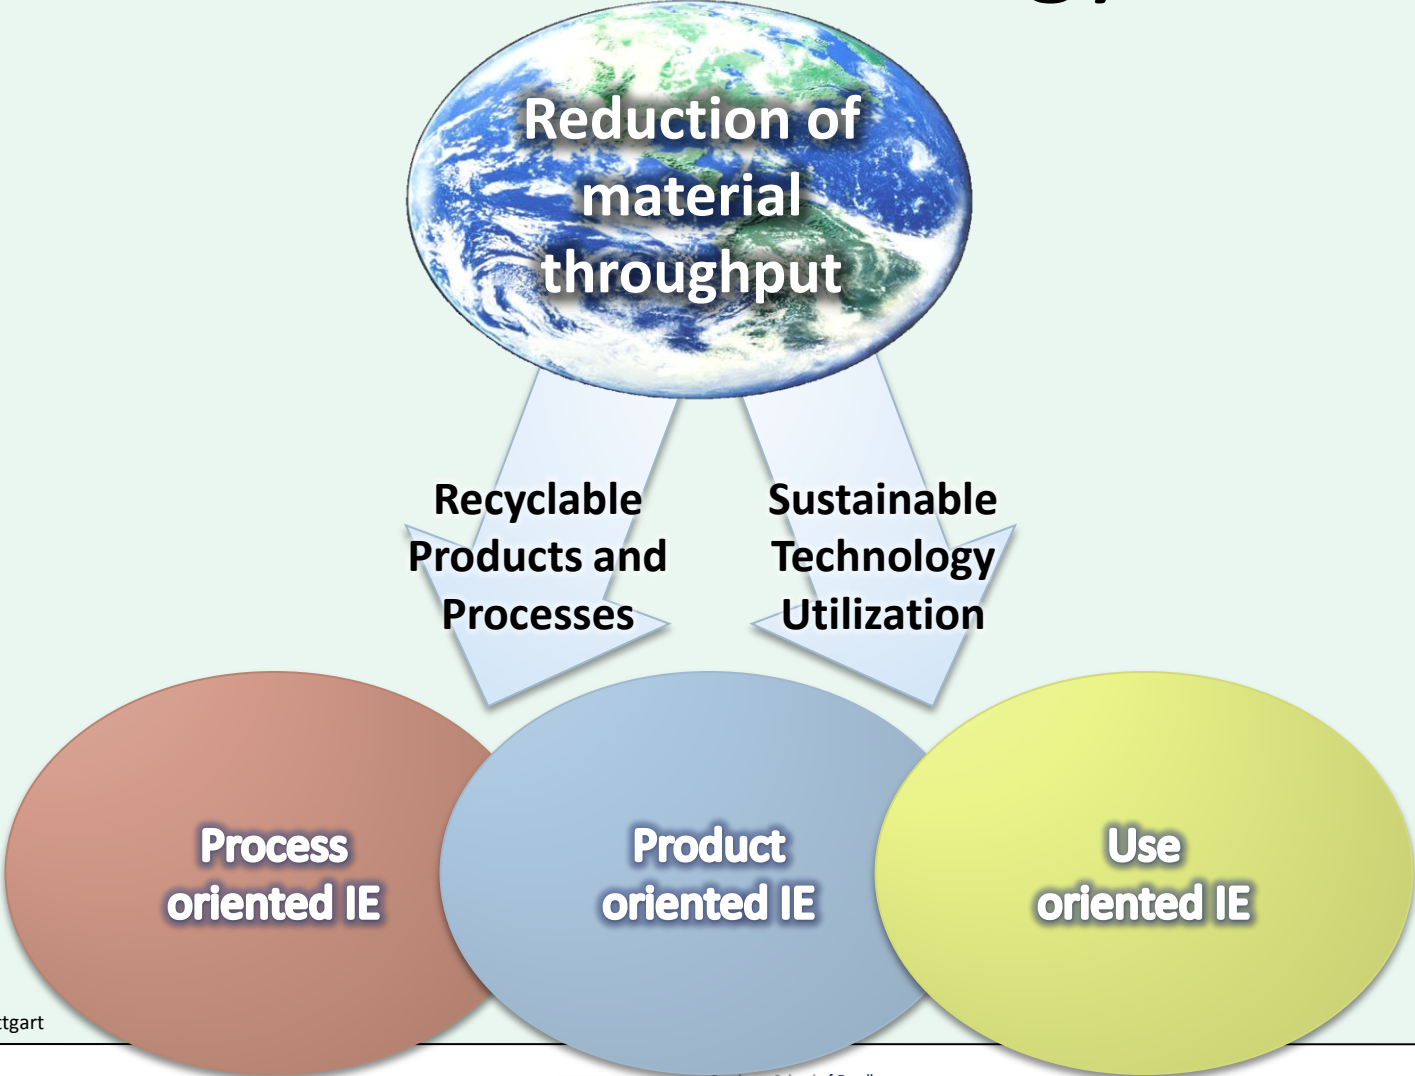 Reduction of
material
throughput
Recyclable
Products and
Processes
Sustainable
Technology
Utilization
Process
oriented IE
Product
oriented IE
Use
oriented IE